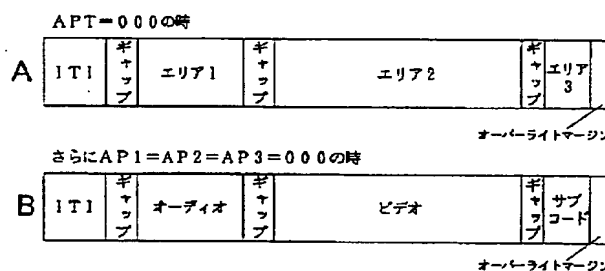 APT=000の時
A
ITI
ギャップ
エリア1
ギャップ
エリア2
ギャップ
エリア3
オーバーライトマージン
さらにAP1=AP2=AP3=000の時
B
ITI
ギャップ
オーディオ
ギャップ
ビデオ
ギャップ
サブコード
オーバーライトマージン